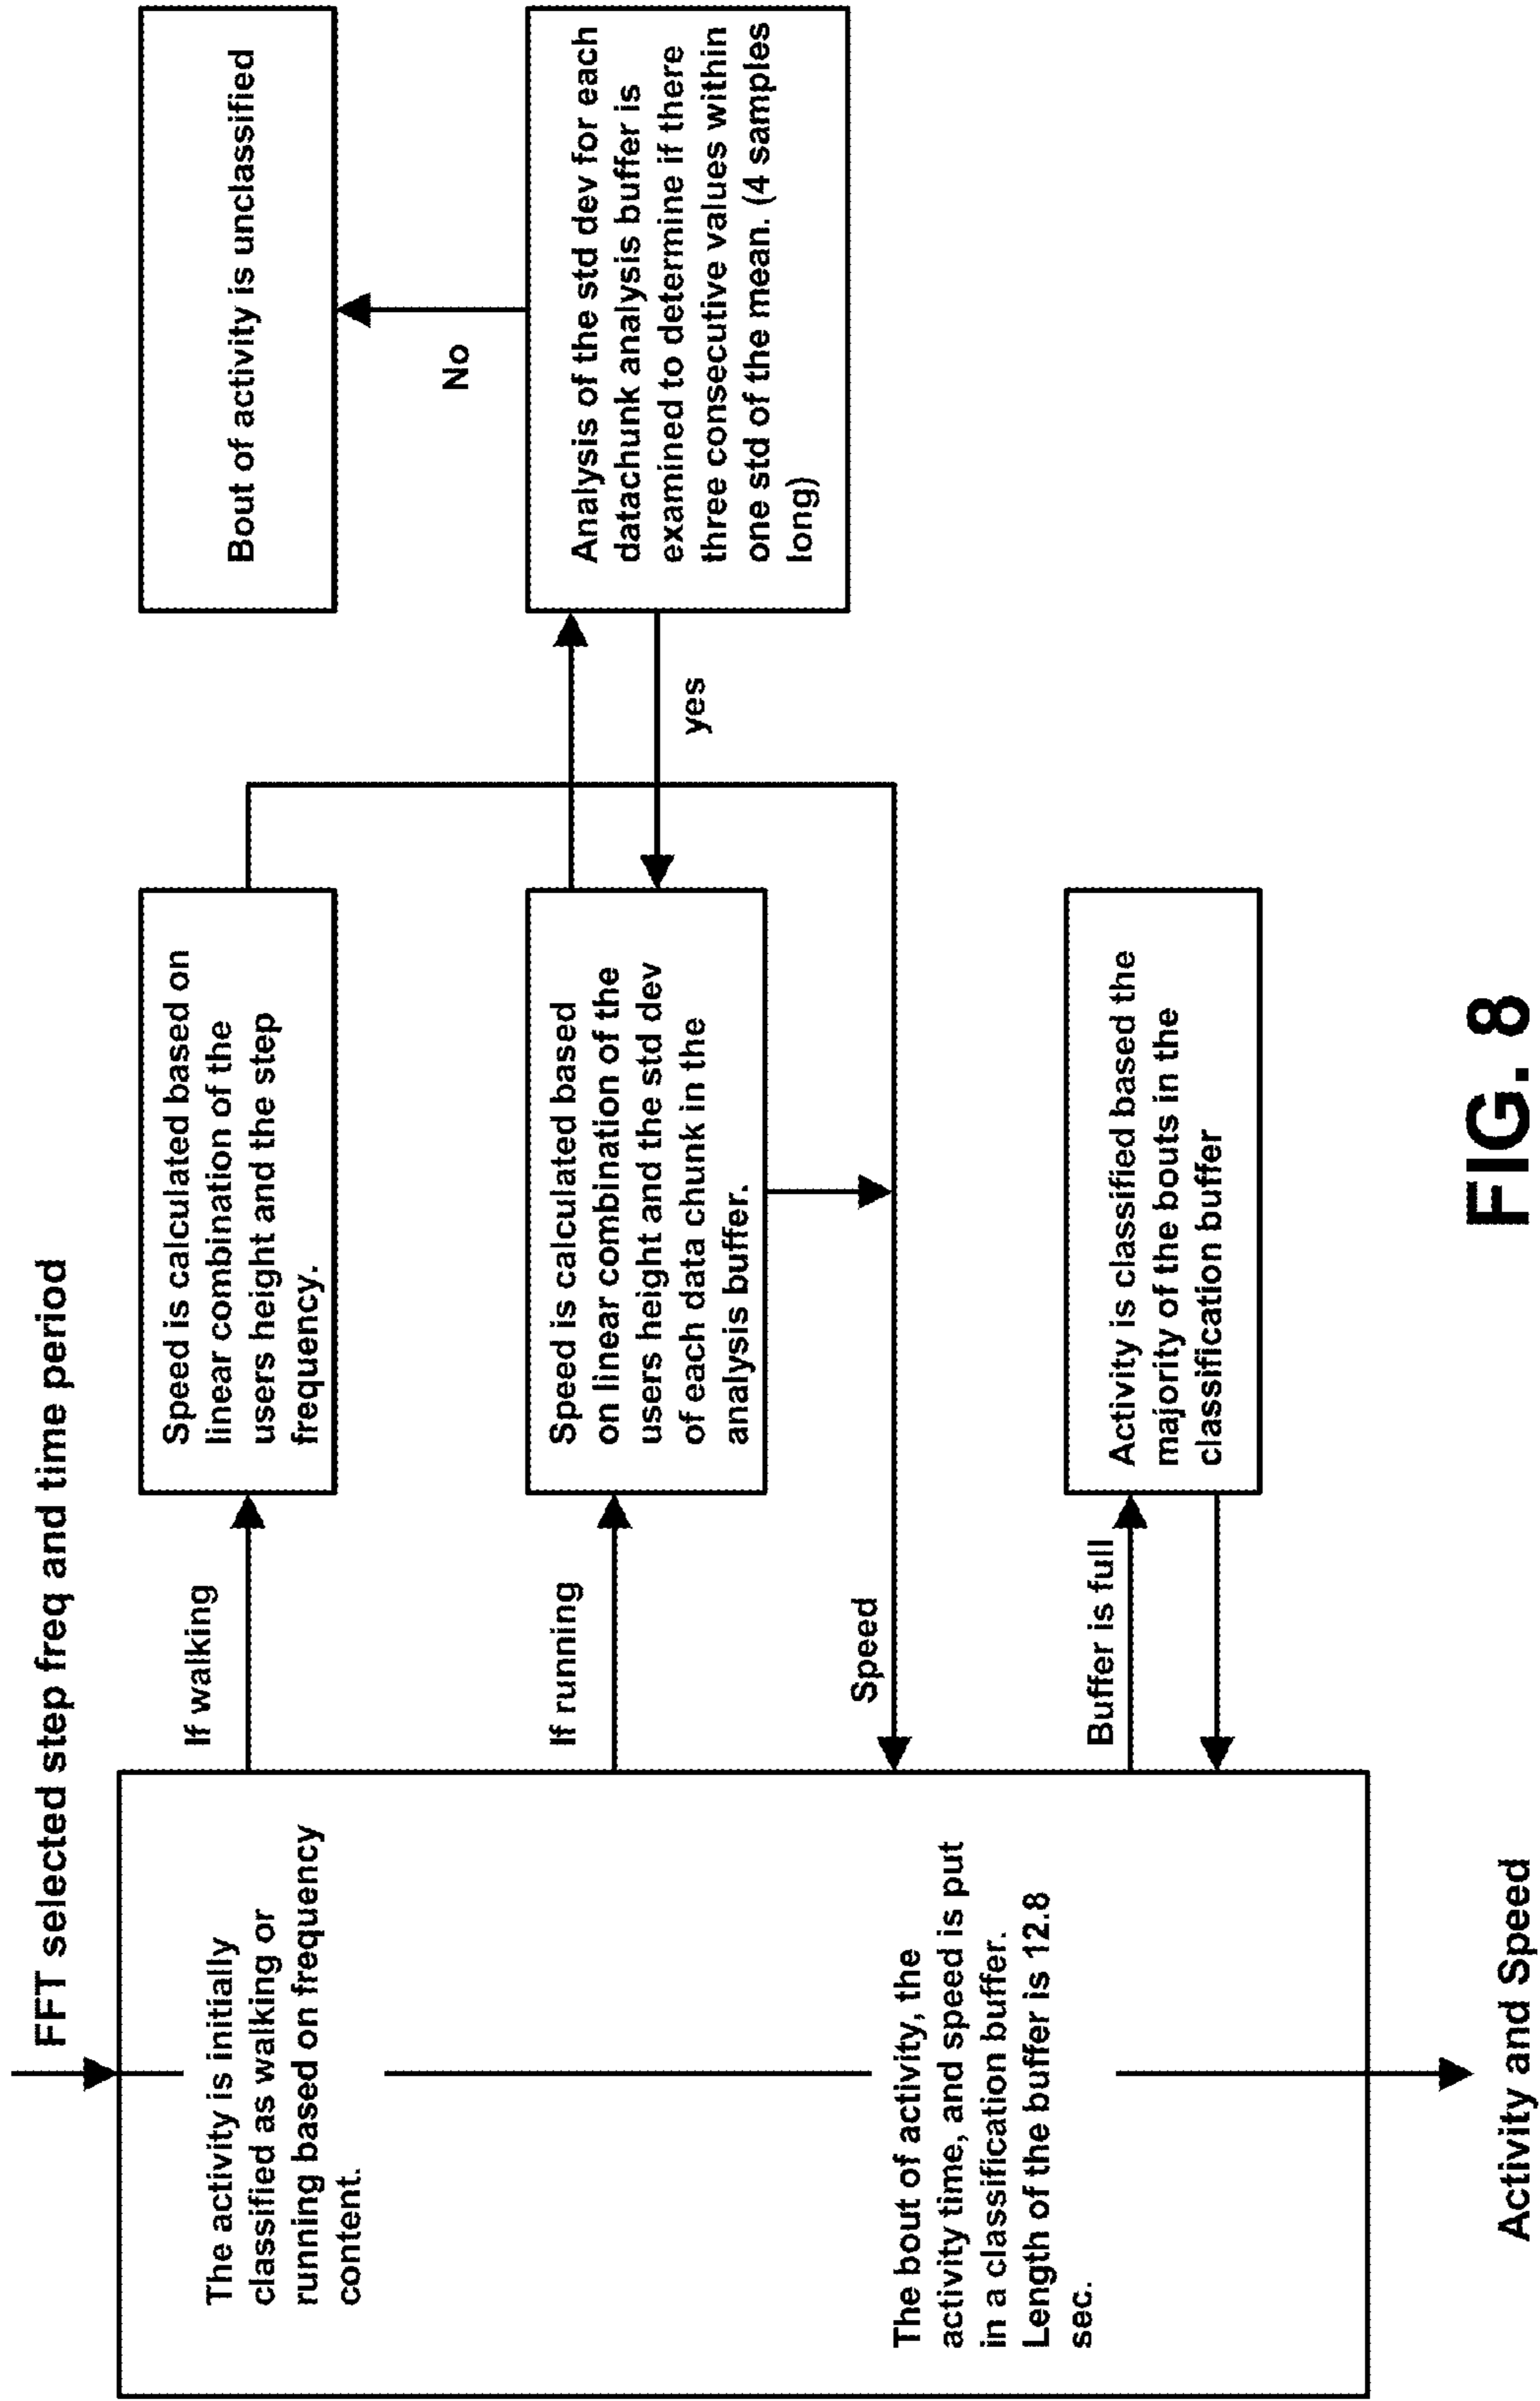 FFT selected step freq and time period
The activity is initially
classified as walking or
running based on frequency
content.
If walking
Speed is calculated based on
linear combination of the
users height and the step
frequency.
Bout of activity is unclassified
No
If running
Speed is calculated based
on linear combination of the
users height and the std dev
of each data chunk in the
analysis buffer.
yes
Analysis of the std dev for each
datachunk analysis buffer is
examined to determine if there
three consecutive values within
one std of the mean. (4 samples
long)
Speed
The bout of activity, the
activity time, and speed is put
in a classification buffer.
Length of the buffer is 12.8
sec.
Buffer is full
Activity is classified based the
majority of the bouts in the
classification buffer
Activity and Speed
FIG. 8